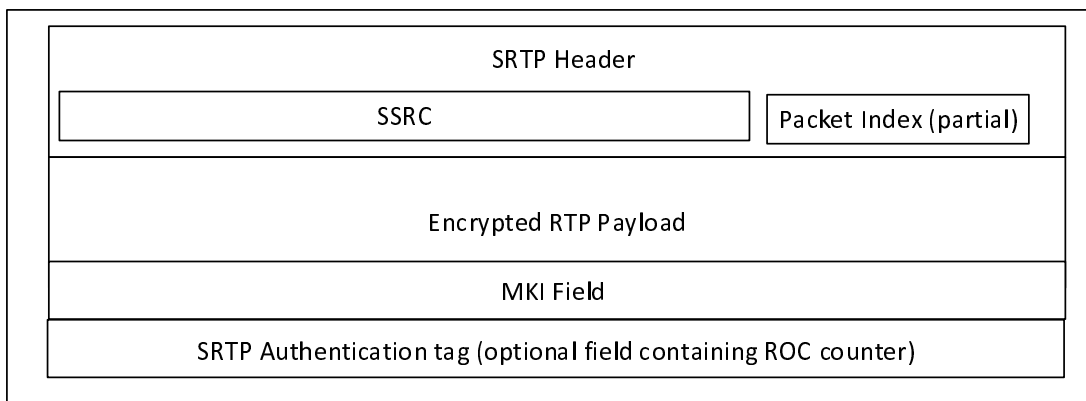 SRTP Header
SSRC
Packet Index (partial)
Encrypted RTP Payload
MKI Field
SRTP Authentication tag (optional field containing ROC counter)